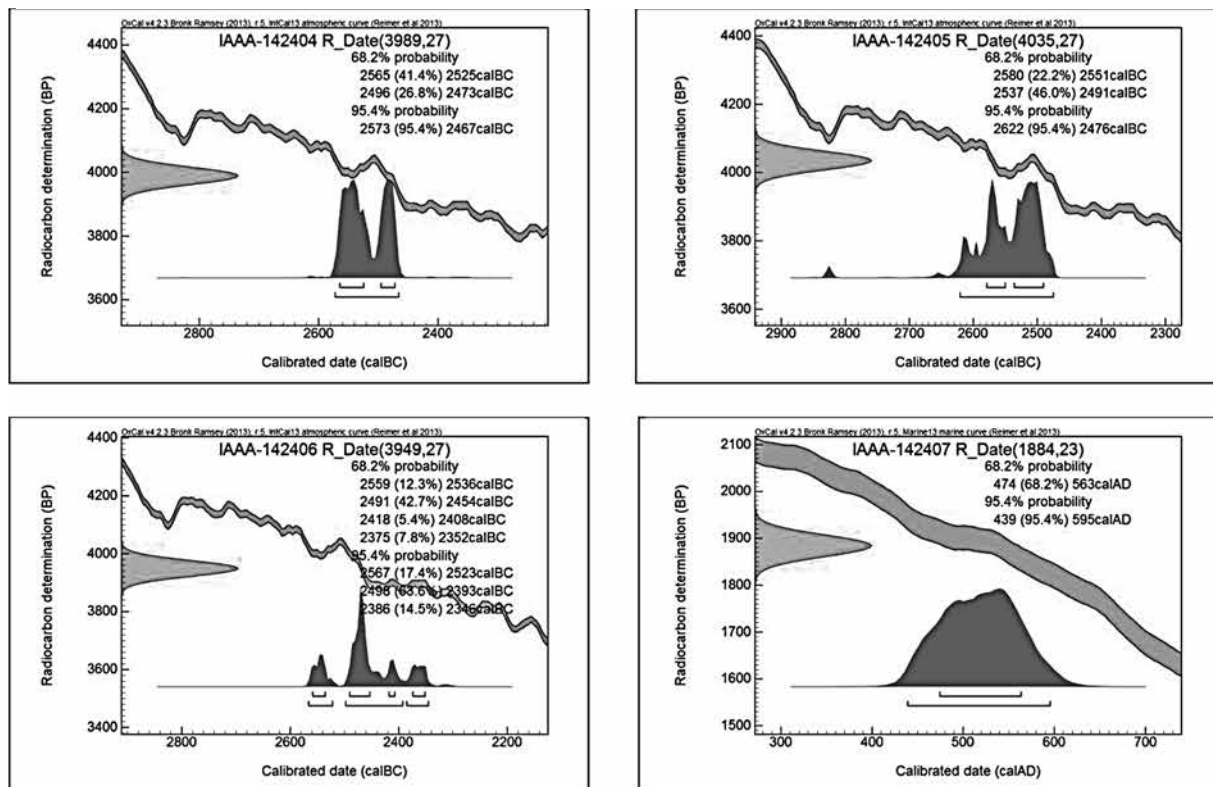 OxCal v4.2.3 Bronk Ramsey (2013); r:5 IntCal13 atmospheric curve (Reimer et al 2013)
IAAA-142404 R_Date(3989,27)
68.2% probability
2565 (41.4%) 2525calBC
2496 (26.8%) 2473calBC
95.4% probability
2573 (95.4%) 2467calBC
Radiocarbon determination (BP)
4400
4200
4000
3800
3600
2800
2600
2400
Calibrated date (calBC)
OxCal v4.2.3 Bronk Ramsey (2013); r:5 IntCal13 atmospheric curve (Reimer et al 2013)
IAAA-142405 R_Date(4035,27)
68.2% probability
2580 (22.2%) 2551calBC
2537 (46.0%) 2491calBC
95.4% probability
2622 (95.4%) 2476calBC
Radiocarbon determination (BP)
4400
4200
4000
3800
3600
2900
2800
2700
2600
2500
2400
2300
Calibrated date (calBC)
OxCal v4.2.3 Bronk Ramsey (2013); r:5 IntCal13 atmospheric curve (Reimer et al 2013)
IAAA-142406 R_Date(3949,27)
68.2% probability
2559 (12.3%) 2536calBC
2491 (42.7%) 2454calBC
2418 (5.4%) 2408calBC
2375 (7.8%) 2352calBC
95.4% probability
2567 (17.4%) 2523calBC
2498 (63.6%) 2393calBC
2386 (14.5%) 2346calBC
Radiocarbon determination (BP)
4400
4200
4000
3800
3600
3400
2800
2600
2400
2200
Calibrated date (calBC)
OxCal v4.2.3 Bronk Ramsey (2013); r:5 Marine13 marine curve (Reimer et al 2013)
IAAA-142407 R_Date(1884,23)
68.2% probability
474 (68.2%) 563calAD
95.4% probability
439 (95.4%) 595calAD
Radiocarbon determination (BP)
2100
2000
1900
1800
1700
1600
1500
300
400
500
600
700
Calibrated date (calAD)